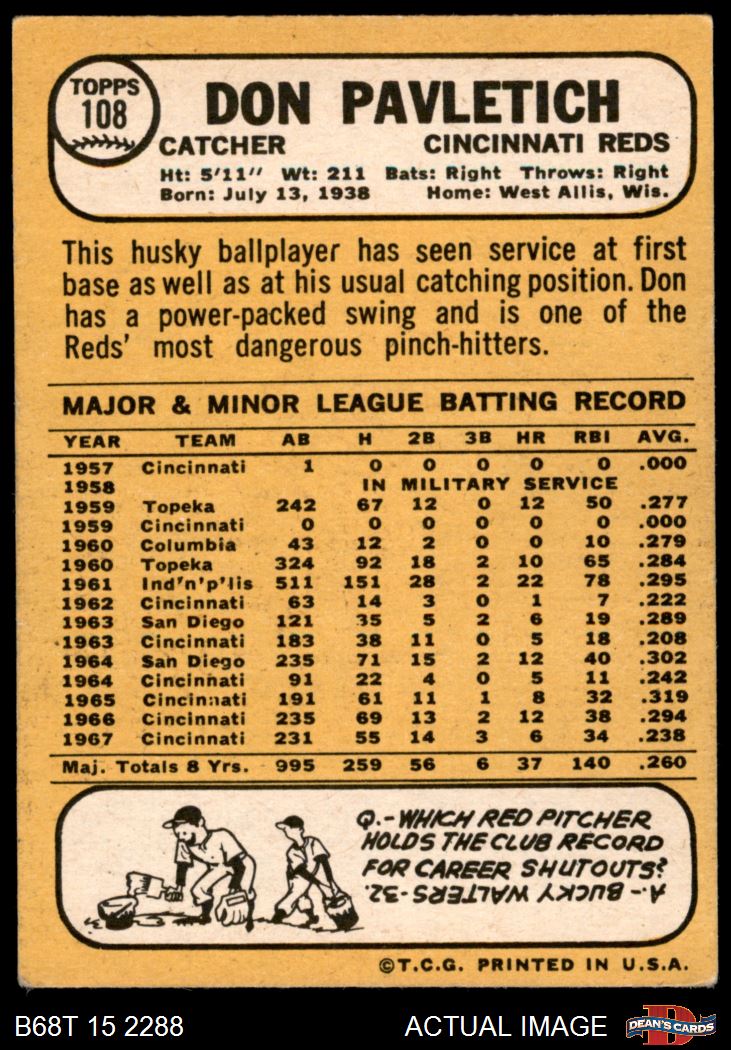 TOPPS
108
DON PAVLETICH
CATCHER CINCINNATI REDS
Ht: 5'11" Wt: 211 Bats: Right Throws: Right
Born: July 13, 1938 Home: West Allis, Wis.
This husky ballplayer has seen service at first
base as well as at his usual catching position. Don
has a power-packed swing and is one of the
Reds' most dangerous pinch-hitters.
MAJOR & MINOR LEAGUE BATTING RECORD
YEAR TEAM AB H 2B 3B HR RBI AVG.
1957 Cincinnati 1 0 0 0 0 0 .000
1958 IN MILITARY SERVICE
1959 Topeka 242 67 12 0 12 50 .277
1959 Cincinnati 0 0 0 0 0 0 .000
1960 Columbia 43 12 2 0 0 10 .279
1960 Topeka 324 92 18 2 10 65 .284
1961 Ind'n'p'lis 511 151 28 2 22 78 .295
1962 Cincinnati 63 14 3 0 1 7 .222
1963 San Diego 121 35 5 2 6 19 .289
1963 Cincinnati 183 38 11 0 5 18 .208
1964 San Diego 235 71 15 2 12 40 .302
1964 Cincinnati 91 22 4 0 5 11 .242
1965 Cincinnati 191 61 11 1 8 32 .319
1966 Cincinnati 235 69 13 2 12 38 .294
1967 Cincinnati 231 55 14 3 6 34 .238
Maj. Totals 8 Yrs. 995 259 56 6 37 140 .260
Q.-WHICH RED PITCHER
HOLDS THE CLUB RECORD
FOR CAREER SHUTOUTS?
A.-BUCKY WALTERS-32.
©T.C.G. PRINTED IN U.S.A.
B68T 15 2288 ACTUAL IMAGE DEAN'S CARDS